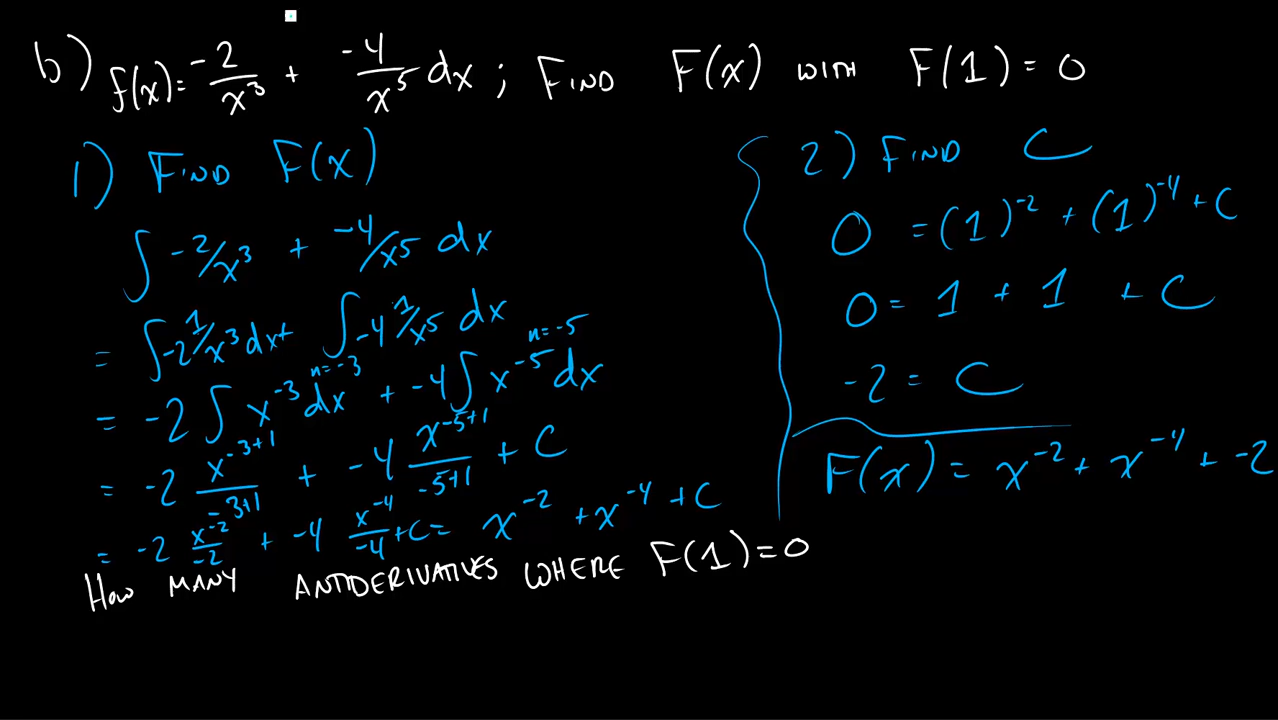 b) f(x) = -2/x³ + -4/x⁵ dx ; FIND F(x) WITH F(1) = 0
1) FIND F(x)
∫ -2/x³ + -4/x⁵ dx
= ∫ -2 1/x³ dx + ∫ -4 1/x⁵ dx
n=-3 n=-5
= -2 ∫ x⁻³ dx + -4 ∫ x⁻⁵ dx
= -2 x⁻³⁺¹/-3+1 + -4 x⁻⁵⁺¹/-5+1 + C
= -2 x⁻²/-2 + -4 x⁻⁴/-4 + C = x⁻² + x⁻⁴ + C
2) FIND C
0 = (1)⁻² + (1)⁻⁴ + C
0 = 1 + 1 + C
-2 = C
F(x) = x⁻² + x⁻⁴ + -2
HOW MANY ANTIDERIVATIVES WHERE F(1) = 0